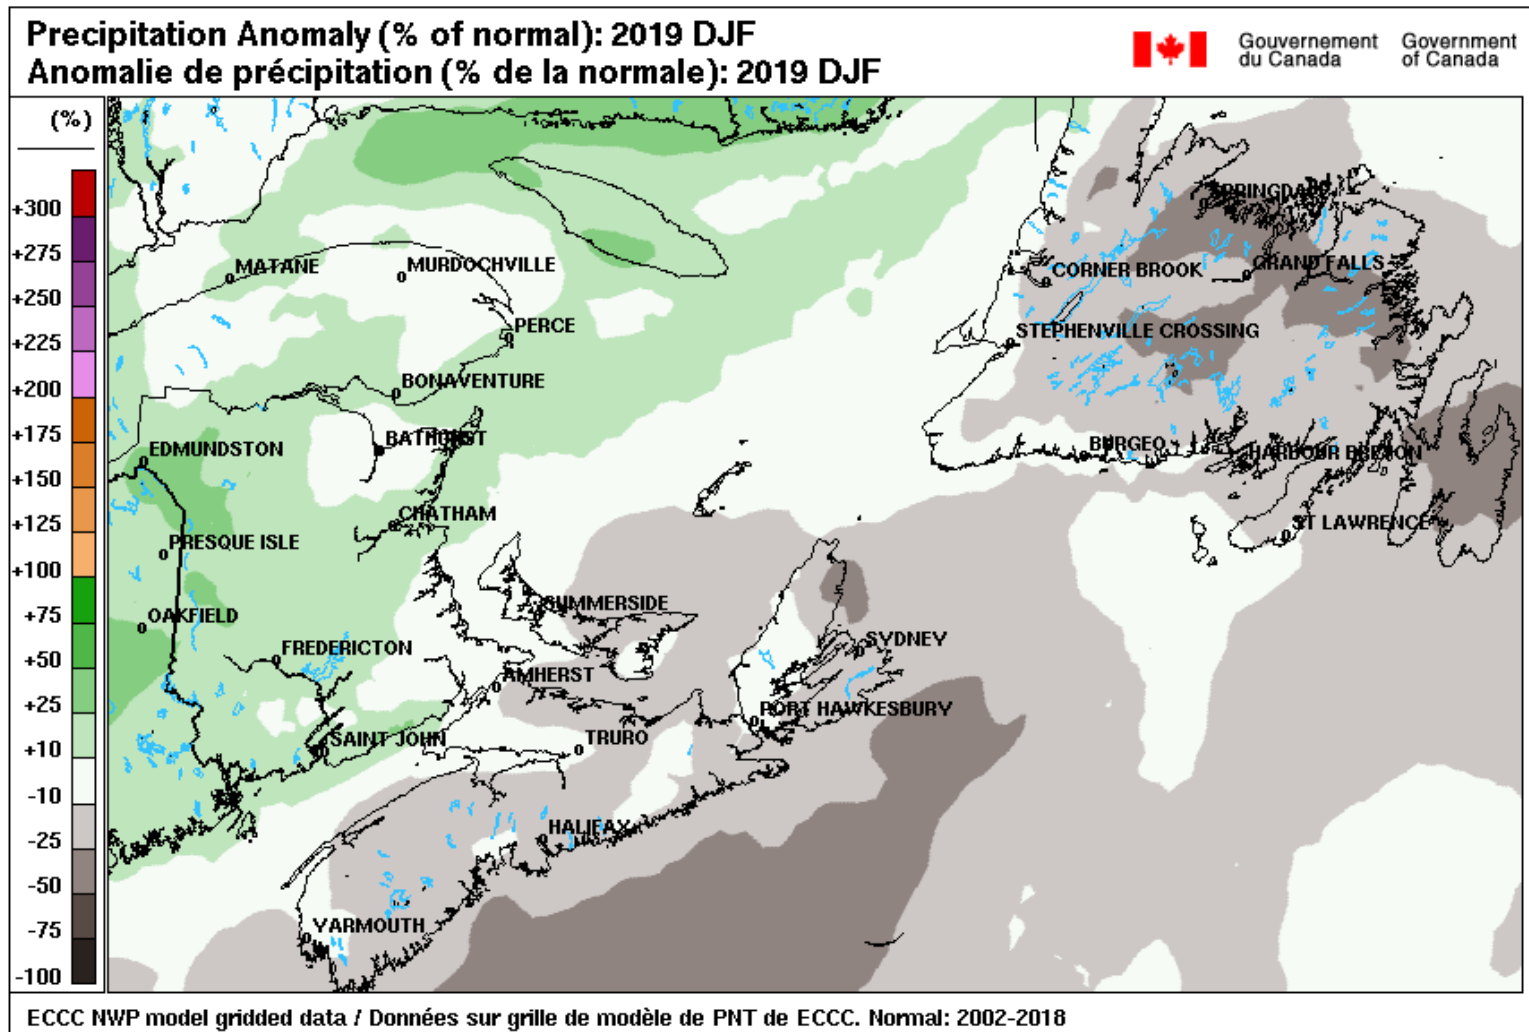 Precipitation Anomaly (% of normal): 2019 DJF
Anomalie de précipitation (% de la normale): 2019 DJF
Gouvernement du Canada
Government of Canada
(%)
+300
+275
+250
+225
+200
+175
+150
+125
+100
+75
+50
+25
+10
-10
-25
-50
-75
-100
SPRINGDALE
MATANE
MURDOCHVILLE
CORNER BROOK
GRAND FALLS
PERCE
STEPHENVILLE CROSSING
BONAVENTURE
BATHURST
EDMUNDSTON
BURGEO
HARBOUR BRETON
CHATHAM
ST LAWRENCE
PRESQUE ISLE
SUMMERSIDE
OAKFIELD
FREDERICTON
SYDNEY
AMHERST
PORT HAWKESBURY
SAINT JOHN
TRURO
HALIFAX
YARMOUTH
ECCC NWP model gridded data / Données sur grille de modèle de PNT de ECCC. Normal: 2002-2018